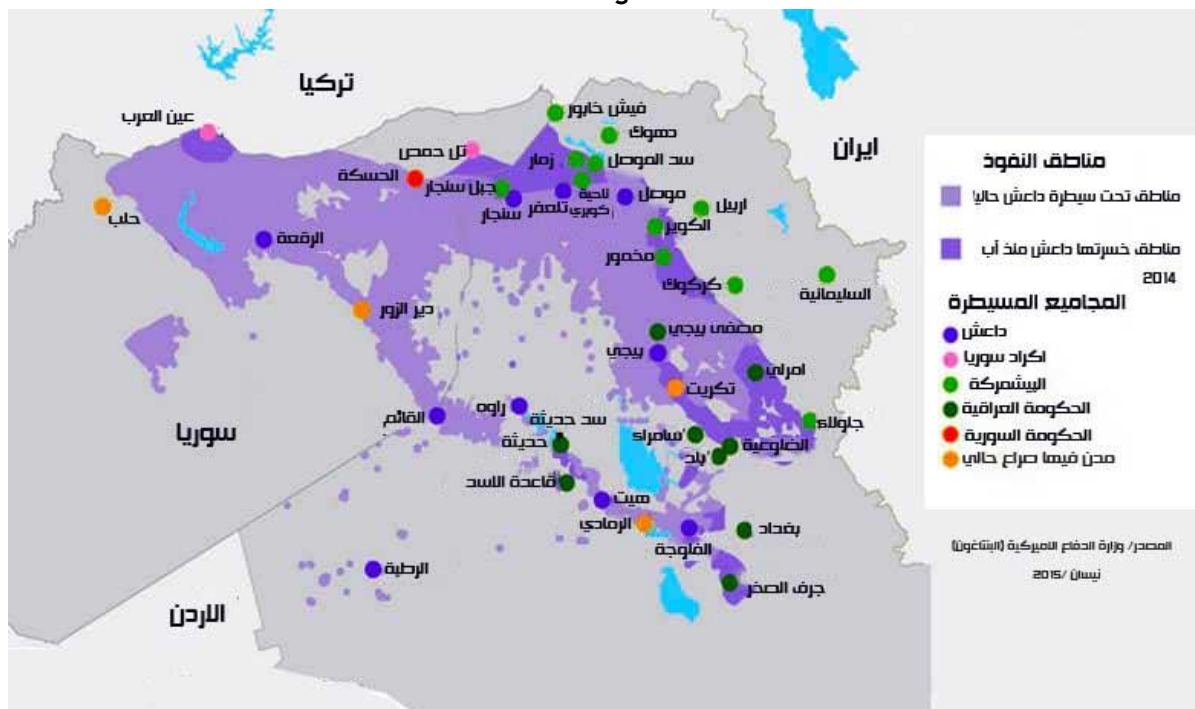 تركيا
فيش خابور
دهوك
عين العرب
ايران
تل حمص
زمار
سد الموصل
الحسكة
جبل سنجار
ناحية
كويري
تلعفر
سنجار
موصل
اربيل
حلب
الرقعة
الكوير
مخمور
كركوك
السليمانية
دير الزور
مصفى بيجي
بيجي
امرلي
تكريت
سوريا
القائم
راوه
سد حديثة
حديثة
سامراء
الضلوعية
جلولاء
بلد
قاعدة الاسد
هيت
الرمادي
الفلوجة
بغداد
الرطبة
جرف الصخر
الاردن
مناطق النفوذ
مناطق تحت سيطرة داعش حاليا
مناطق خسرتها داعش منذ آب
2014
المجاميع المسيطرة
داعش
اكراد سوريا
البيشمركة
الحكومة العراقية
الحكومة السورية
مدن فيها صراع حالي
المصدر/ وزارة الدفاع الاميركية (البنتاغون)
نيسان /2015